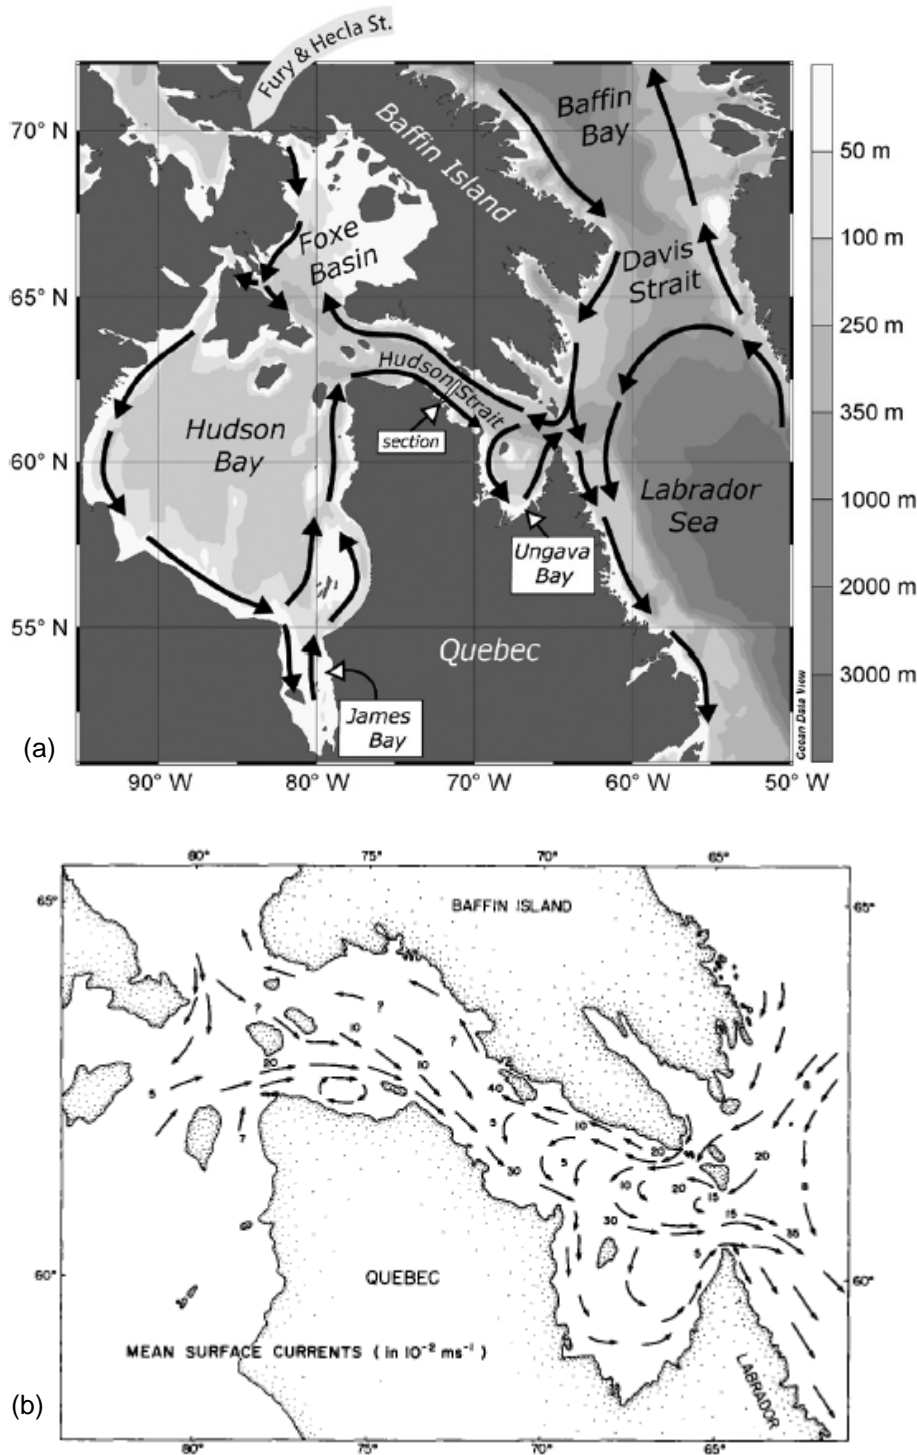 (a)
Fury & Hecla St.
70° N
65° N
60° N
55° N
Baffin Island
Baffin
Bay
Foxe
Basin
Davis
Strait
Hudson Strait
section
Hudson
Bay
Labrador
Sea
Ungava
Bay
Quebec
James
Bay
90° W
80° W
70° W
60° W
50° W
50 m
100 m
250 m
350 m
1000 m
2000 m
3000 m
Ocean Data View
(b)
80°
75°
70°
65°
65°
65°
BAFFIN ISLAND
?
?
10
20
10
?
40
5
40
7
5
10
20
30
5
10
20
15
15
30
5
35
20
8
8
60°
60°
QUEBEC
MEAN SURFACE CURRENTS ( in 10⁻² ms⁻¹ )
LABRADOR
80°
75°
70°
65°